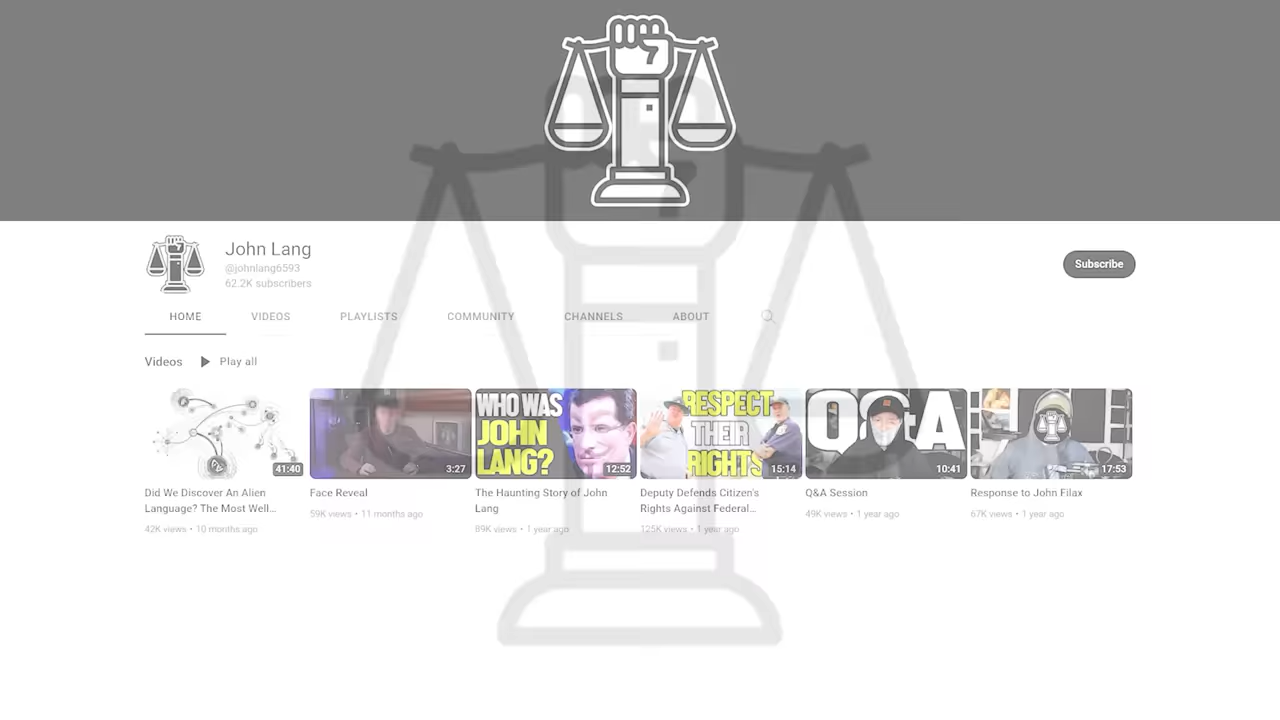 John Lang
@johnlang6593
62.2K subscribers
Subscribe
HOME
VIDEOS
PLAYLISTS
COMMUNITY
CHANNELS
ABOUT
Videos
Play all
WHO WAS
JOHN
LANG?
RESPECT
THEIR
RIGHTS
Q&A
41:40
3:27
12:52
15:14
10:41
17:53
Did We Discover An Alien
Language? The Most Well...
42K views • 10 months ago
Face Reveal
59K views • 11 months ago
The Haunting Story of John
Lang
89K views • 1 year ago
Deputy Defends Citizen's
Rights Against Federal...
125K views • 1 year ago
Q&A Session
49K views • 1 year ago
Response to John Filax
67K views • 1 year ago